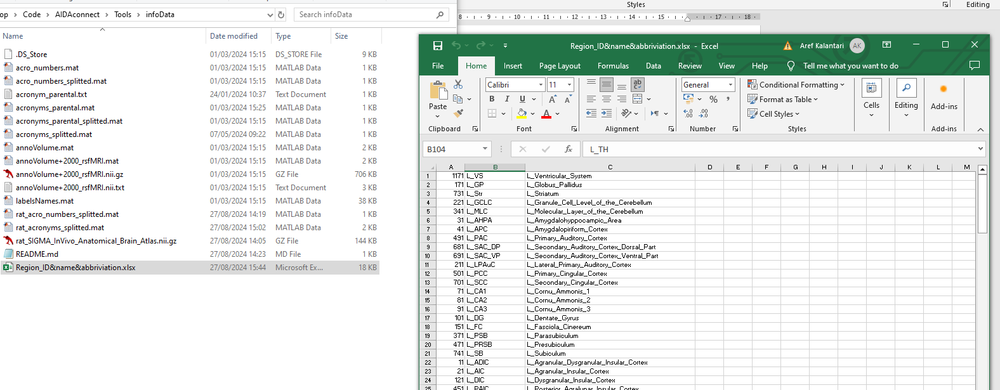 op > Code > AIDAconnect > Tools > infoData
Search infoData
Name Date modified Type Size
.DS_Store 01/03/2024 15:15 DS_STORE File 9 KB
acro_numbers.mat 01/03/2024 15:15 MATLAB Data 1 KB
acro_numbers_splitted.mat 01/03/2024 15:15 MATLAB Data 1 KB
acronym_parental.txt 24/01/2024 10:37 Text Document 1 KB
acronyms_parental.mat 01/03/2024 15:25 MATLAB Data 1 KB
acronyms_parental_splitted.mat 01/03/2024 15:15 MATLAB Data 1 KB
acronyms_splitted.mat 07/05/2024 09:22 MATLAB Data 1 KB
annoVolume.mat 01/03/2024 15:15 MATLAB Data 2 KB
annoVolume+2000_rsfMRI.mat 01/03/2024 15:15 MATLAB Data 2 KB
annoVolume+2000_rsfMRI.nii.gz 01/03/2024 15:15 GZ File 706 KB
annoVolume+2000_rsfMRI.nii.txt 01/03/2024 15:15 Text Document 3 KB
labelsNames.mat 01/03/2024 15:15 MATLAB Data 38 KB
rat_acro_numbers_splitted.mat 27/08/2024 14:19 MATLAB Data 1 KB
rat_acronyms_splitted.mat 27/08/2024 15:02 MATLAB Data 2 KB
rat_SIGMA_InVivo_Anatomical_Brain_Atlas.nii.gz 27/08/2024 14:05 GZ File 144 KB
README.md 27/08/2024 14:23 MD File 1 KB
Region_ID&name&abbriviation.xlsx 27/08/2024 15:44 Microsoft Ex... 18 KB
Styles Editing
8 9 10 11 12 13 14 15 17 18
Region_ID&name&abbriviation.xlsx - Excel Aref Kalantari AK
File Home Insert Page Layout Formulas Data Review View Help Tell me what you want to do
Paste Calibri 11 General Conditional Formatting
B I U % Format as Table Cells Editing Add-ins
Cell Styles
Clipboard Font Alignment Number Styles Add-ins
B104 fx L_TH
A B C D E F G H I J K L M
1 1171 L_VS L_Ventricular_System
2 171 L_GP L_Globus_Pallidus
3 731 L_Str L_Striatum
4 221 L_GCLC L_Granule_Cell_Level_of_the_Cerebellum
5 341 L_MLC L_Molecular_Layer_of_the_Cerebellum
6 31 L_AHPA L_Amygdalohyppocampic_Area
7 41 L_APC L_Amygdalopiriform_Cortex
8 491 L_PAC L_Primary_Auditory_Cortex
9 681 L_SAC_DP L_Secondary_Auditory_Cortex_Dorsal_Part
10 691 L_SAC_VP L_Secondary_Auditory_Cortex_Ventral_Part
11 211 L_LPAuC L_Lateral_Primary_Auditory_Cortex
12 501 L_PCC L_Primary_Cingular_Cortex
13 701 L_SCC L_Secondary_Cingular_Cortex
14 71 L_CA1 L_Cornu_Ammonis_1
15 81 L_CA2 L_Cornu_Ammonis_2
16 91 L_CA3 L_Cornu_Ammonis_3
17 101 L_DG L_Dentate_Gyrus
18 151 L_FC L_Fasciola_Cinereum
19 371 L_PSB L_Parasubiculum
20 471 L_PRSB L_Presubiculum
21 741 L_SB L_Subiculum
22 11 L_ADIC L_Agranular_Dysgranular_Insular_Cortex
23 21 L_AIC L_Agranular_Insular_Cortex
24 121 L_DIC L_Dysgranular_Insular_Cortex
25 451 L_PAIC L_Posterior_Agralunar_Insular_Cortex